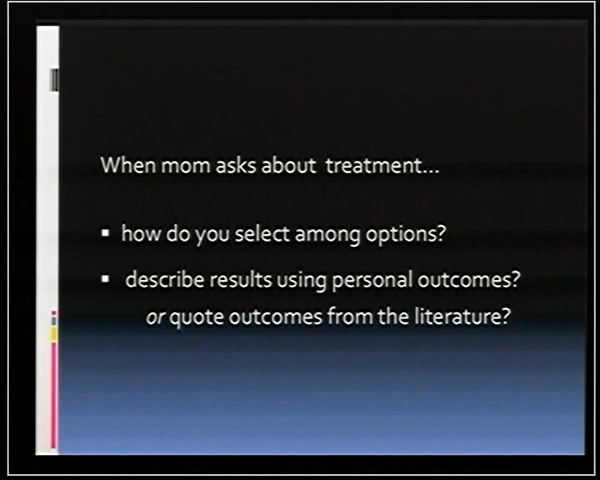 When mom asks about  treatment...
▪ how do you select among options?
▪ describe results using personal outcomes?
or quote outcomes from the literature?